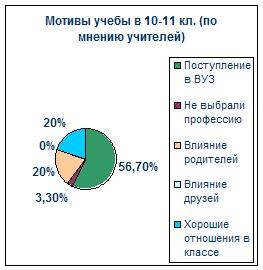 Мотивы учебы в 10-11 кл. (по
мнению учителей)
20%
0%
20%
3,30%
56,70%
Поступление
в ВУЗ
Не выбрали
профессию
Влияние
родителей
Влияние
друзей
Хорошие
отношения в
классе